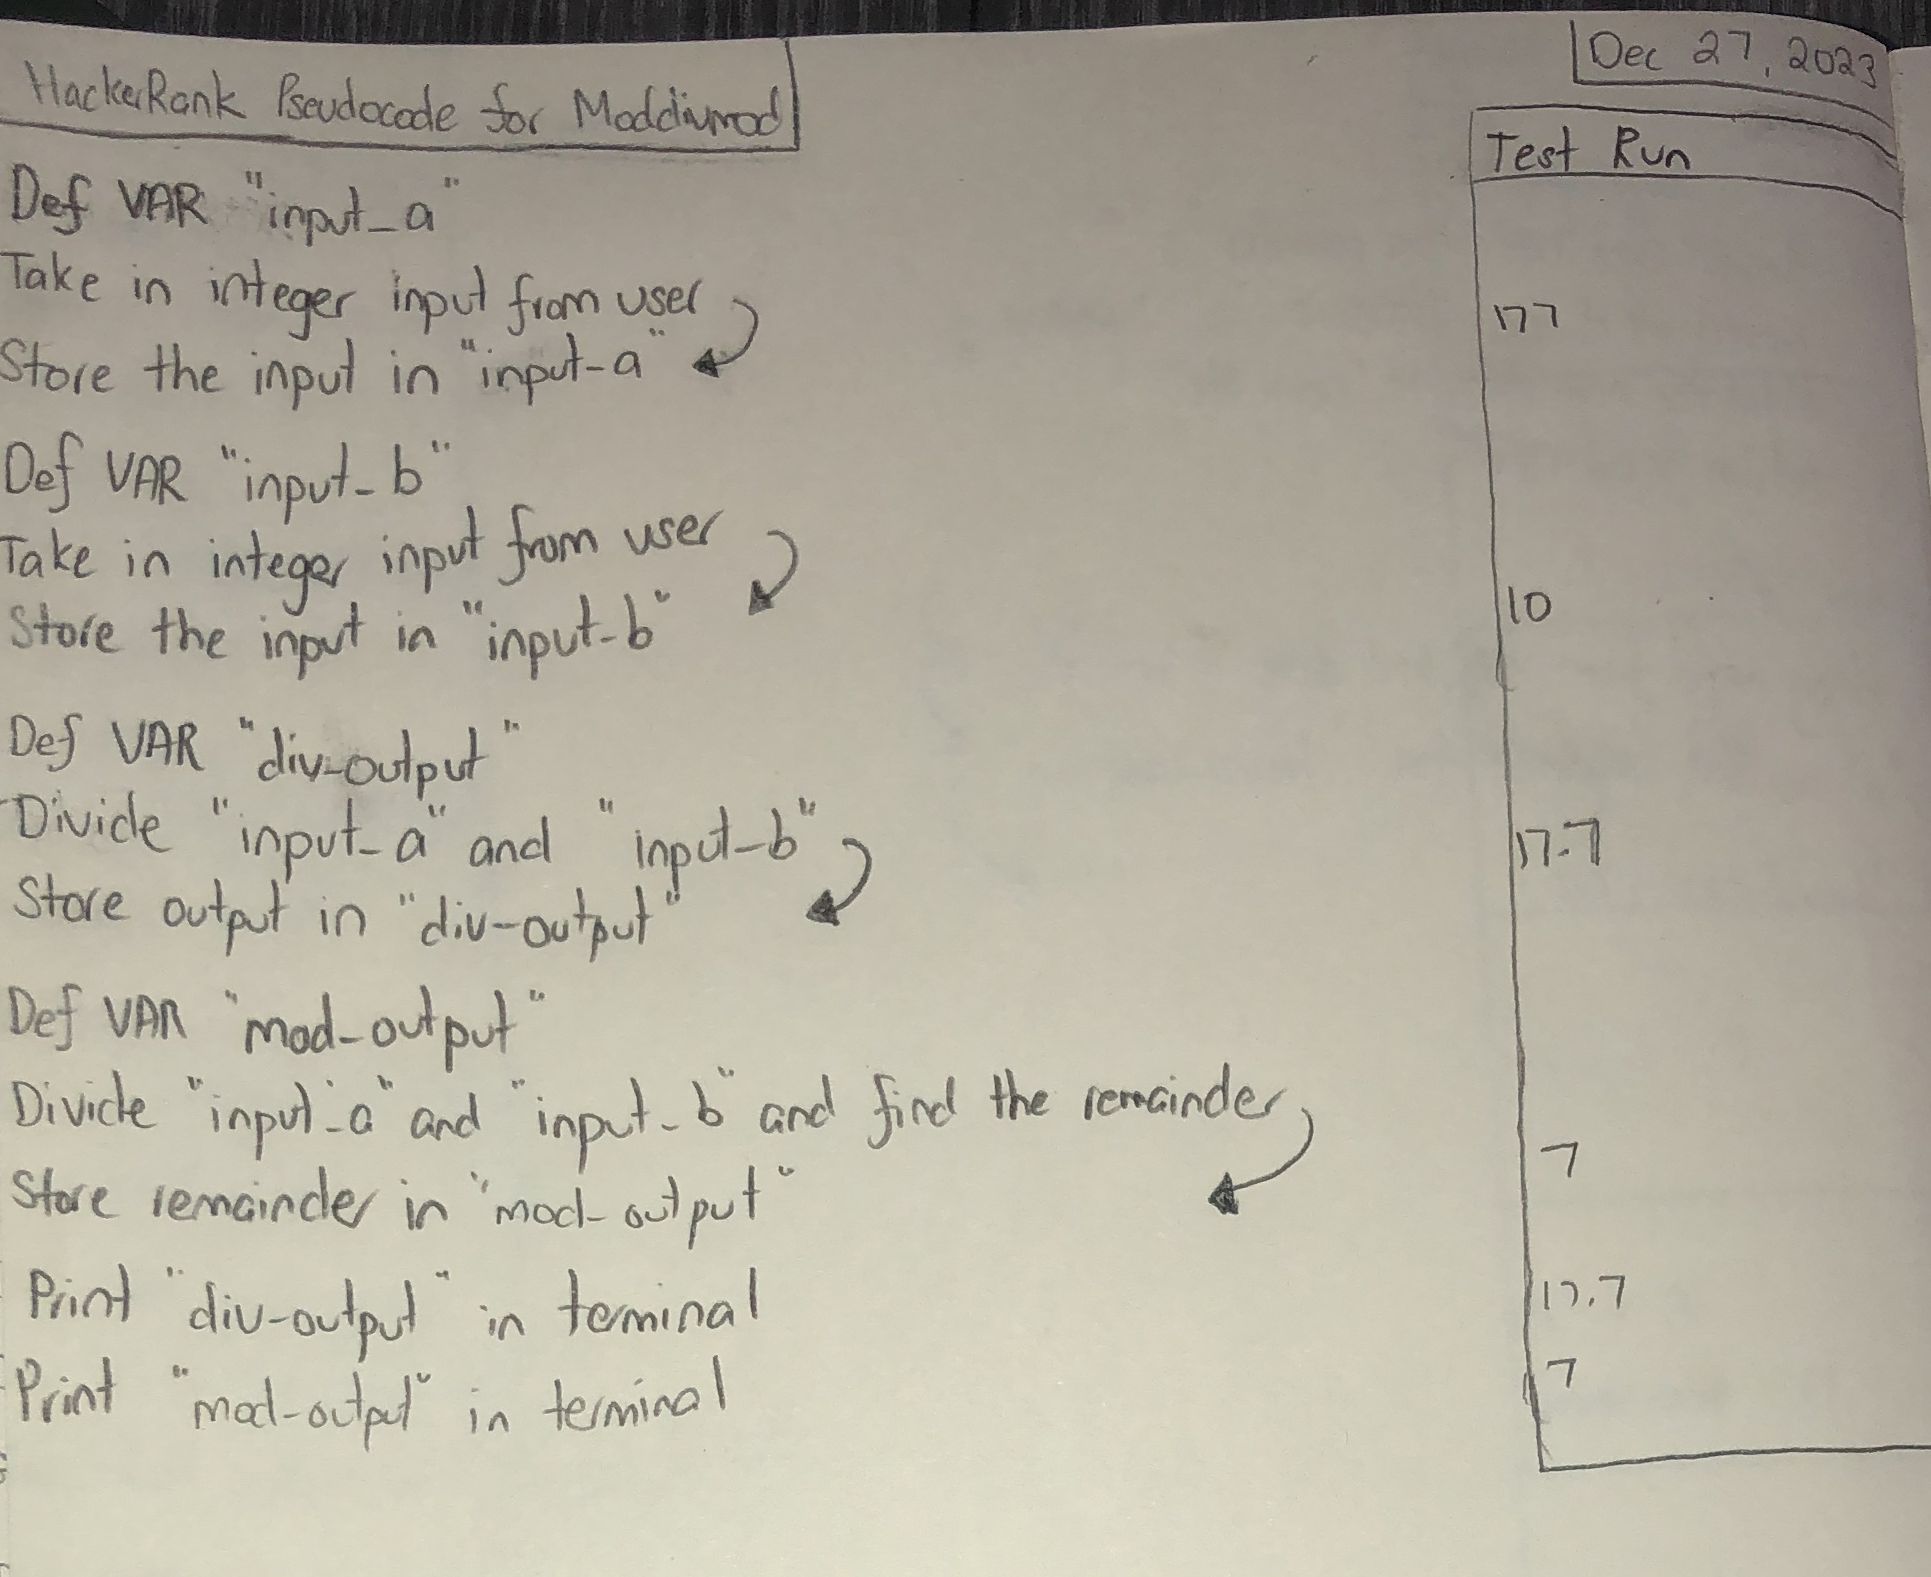 HackerRank Pseudocode for Moddivmod
Dec 27, 2023
Test Run
Def VAR "input_a"
Take in integer input from user
177
Store the input in "input-a"
Def VAR "input-b"
Take in integer input from user
10
Store the input in "input-b"
Def VAR "div-output"
Divide "input-a" and "input-b"
17.7
Store output in "div-output"
Def VAR "mod-output"
Divide "input-a" and "input-b" and find the remainder
7
Store remainder in "mod-output"
Print "div-output" in terminal
17.7
Print "mod-output" in terminal
7